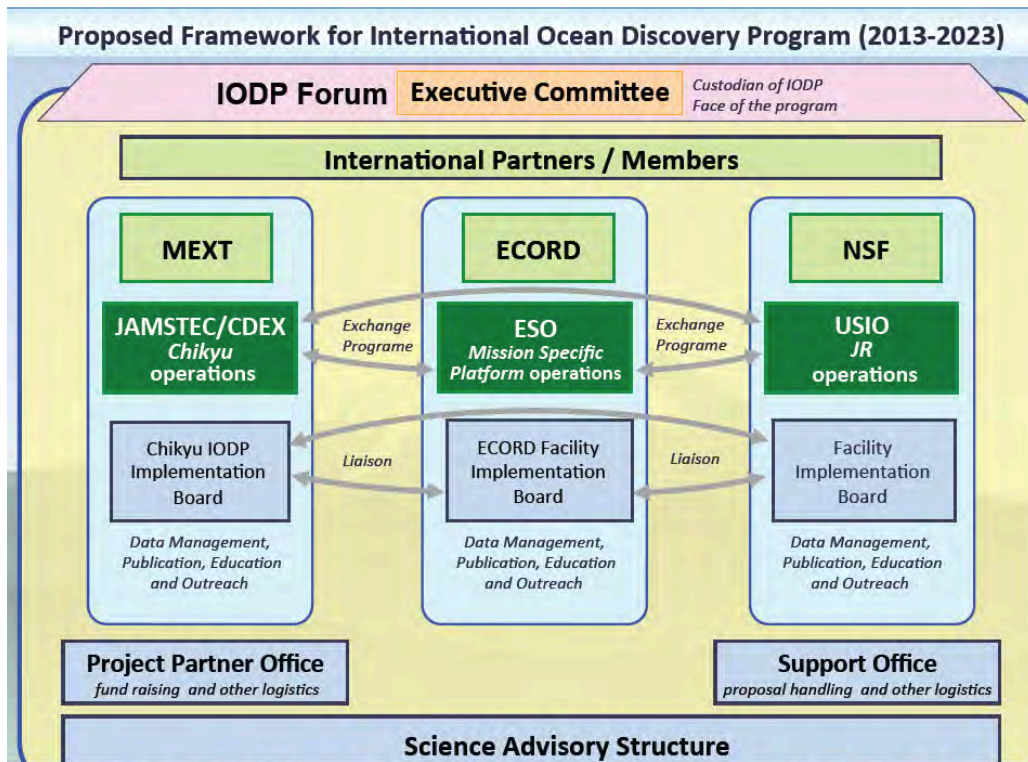 Proposed Framework for International Ocean Discovery Program (2013-2023)
IODP Forum
Executive Committee
Custodian of IODP
Face of the program
International Partners / Members
MEXT
JAMSTEC/CDEX
Chikyu
operations
Chikyu IODP
Implementation
Board
Data Management,
Publication, Education
and Outreach
Exchange
Programe
Liaison
ECORD
ESO
Mission Specific
Platform operations
ECORD Facility
Implementation
Board
Data Management,
Publication, Education
and Outreach
Exchange
Programe
Liaison
NSF
USIO
JR
operations
Facility
Implementation
Board
Data Management,
Publication, Education
and Outreach
Project Partner Office
fund raising and other logistics
Support Office
proposal handling and other logistics
Science Advisory Structure